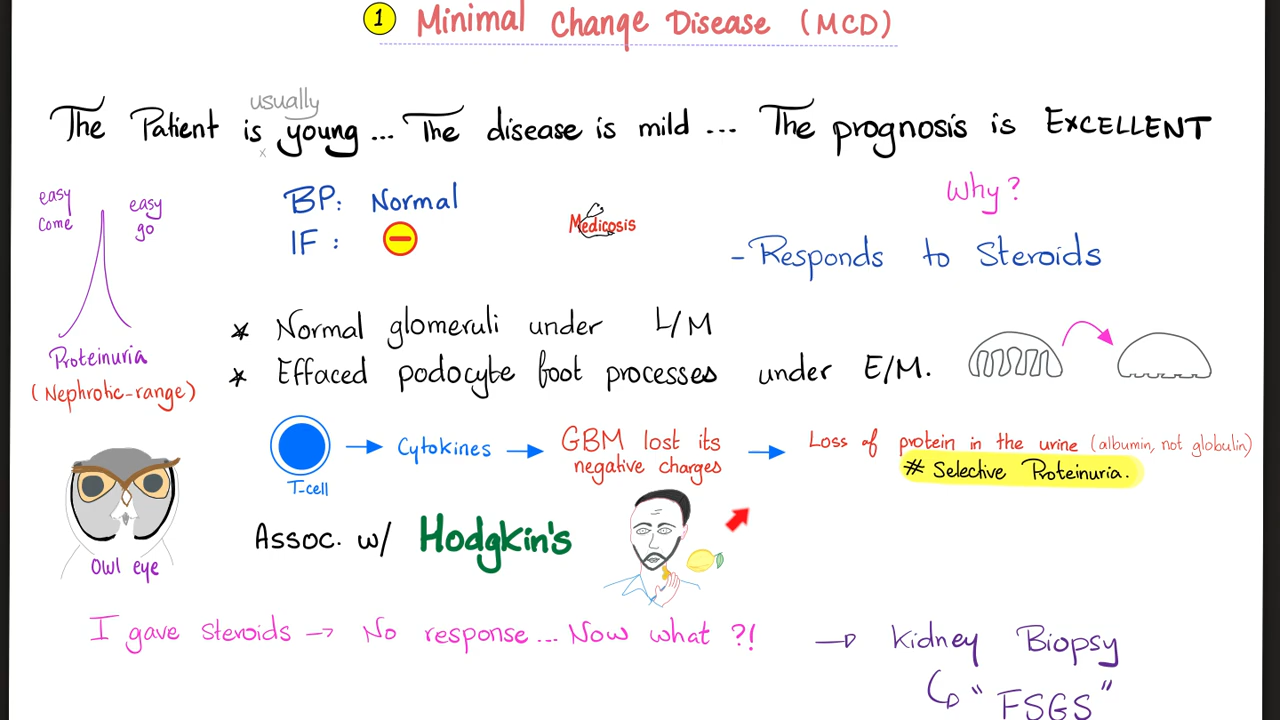 1 Minimal Change Disease (MCD)
usually
The Patient is young ... The disease is mild ... The prognosis is EXCELLENT
easy come
easy go
BP: Normal
IF: −
Medicosis
Why?
- Responds to Steroids
Proteinuria
(Nephrotic-range)
* Normal glomeruli under L/M
* Effaced podocyte foot processes under E/M.
T-cell
Cytokines
GBM lost its
negative charges
Loss of protein in the urine (albumin, not globulin)
# Selective Proteinuria.
Owl eye
Assoc. w/ Hodgkin's
I gave steroids → No response... Now what ?! → Kidney Biopsy
↳ "FSGS"